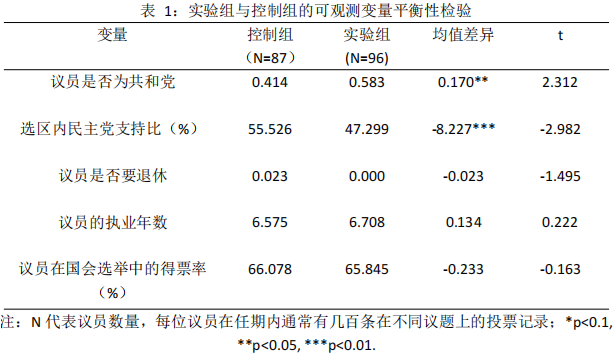 表 1：实验组与控制组的可观测变量平衡性检验
变量 控制组 实验组 均值差异 t
（N=87） (N=96)
议员是否为共和党 0.414 0.583 0.170** 2.312
选区内民主党支持比（%） 55.526 47.299 -8.227*** -2.982
议员是否要退休 0.023 0.000 -0.023 -1.495
议员的执业年数 6.575 6.708 0.134 0.222
议员在国会选举中的得票率 66.078 65.845 -0.233 -0.163
（%）
注：N 代表议员数量，每位议员在任期内通常有几百条在不同议题上的投票记录；*p<0.1,
**p<0.05, ***p<0.01.